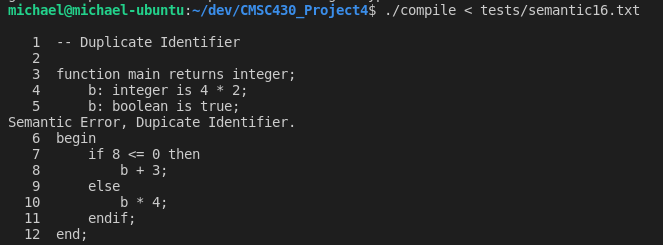 michael@michael-ubuntu:~/dev/CMSC430_Project4$ ./compile < tests/semantic16.txt
1 -- Duplicate Identifier
2
3 function main returns integer;
4 b: integer is 4 * 2;
5 b: boolean is true;
Semantic Error, Dupicate Identifier.
6 begin
7 if 8 <= 0 then
8 b + 3;
9 else
10 b * 4;
11 endif;
12 end;